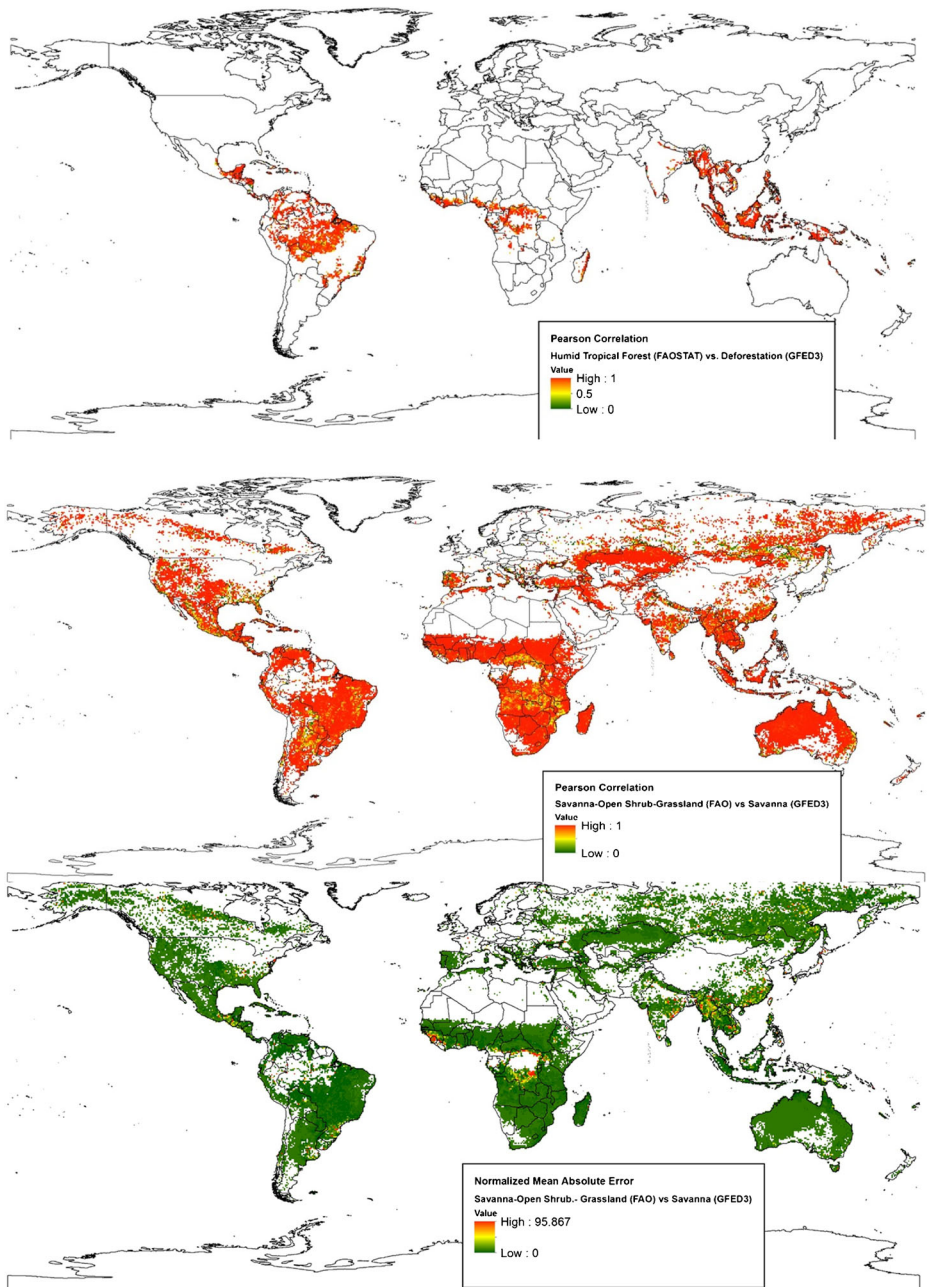 Pearson Correlation
Humid Tropical Forest (FAOSTAT) vs. Deforestation (GFED3)
Value
High : 1
0.5
Low : 0
Pearson Correlation
Savanna-Open Shrub-Grassland (FAO) vs Savanna (GFED3)
Value
High : 1
Low : 0
Normalized Mean Absolute Error
Savanna-Open Shrub.- Grassland (FAO) vs Savanna (GFED3)
Value
High : 95.867
Low : 0